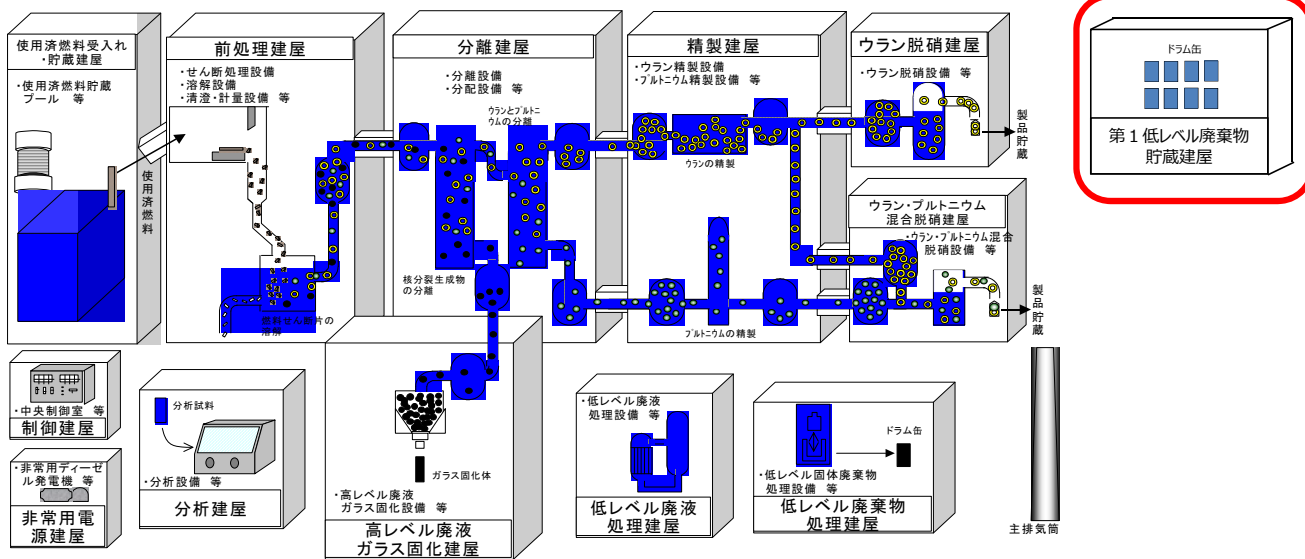 使用済燃料受入れ
・貯蔵建屋
・使用済燃料貯蔵
プール 等
使用済燃料
前処理建屋
・せん断処理設備
・溶解設備
・清澄・計量設備 等
燃料せん断片の
溶解
分離建屋
・分離設備
・分配設備 等
ウランとプルトニ
ウムの分離
核分裂生成物
の分離
精製建屋
・ウラン精製設備
・プルトニウム精製設備 等
ウランの精製
プルトニウムの精製
ウラン脱硝建屋
・ウラン脱硝設備 等
製品貯蔵
ウラン・プルトニウム
混合脱硝建屋
・ウラン・プルトニウム混合
脱硝設備 等
製品貯蔵
ドラム缶
第1低レベル廃棄物
貯蔵建屋
・中央制御室 等
制御建屋
・非常用ディーゼ
ル発電機 等
非常用電
源建屋
分析試料
・分析設備 等
分析建屋
ガラス固化体
・高レベル廃液
ガラス固化設備 等
高レベル廃液
ガラス固化建屋
・低レベル廃液
処理設備 等
低レベル廃液
処理建屋
ドラム缶
・低レベル固体廃棄物
処理設備 等
低レベル廃棄物
処理建屋
主排気筒